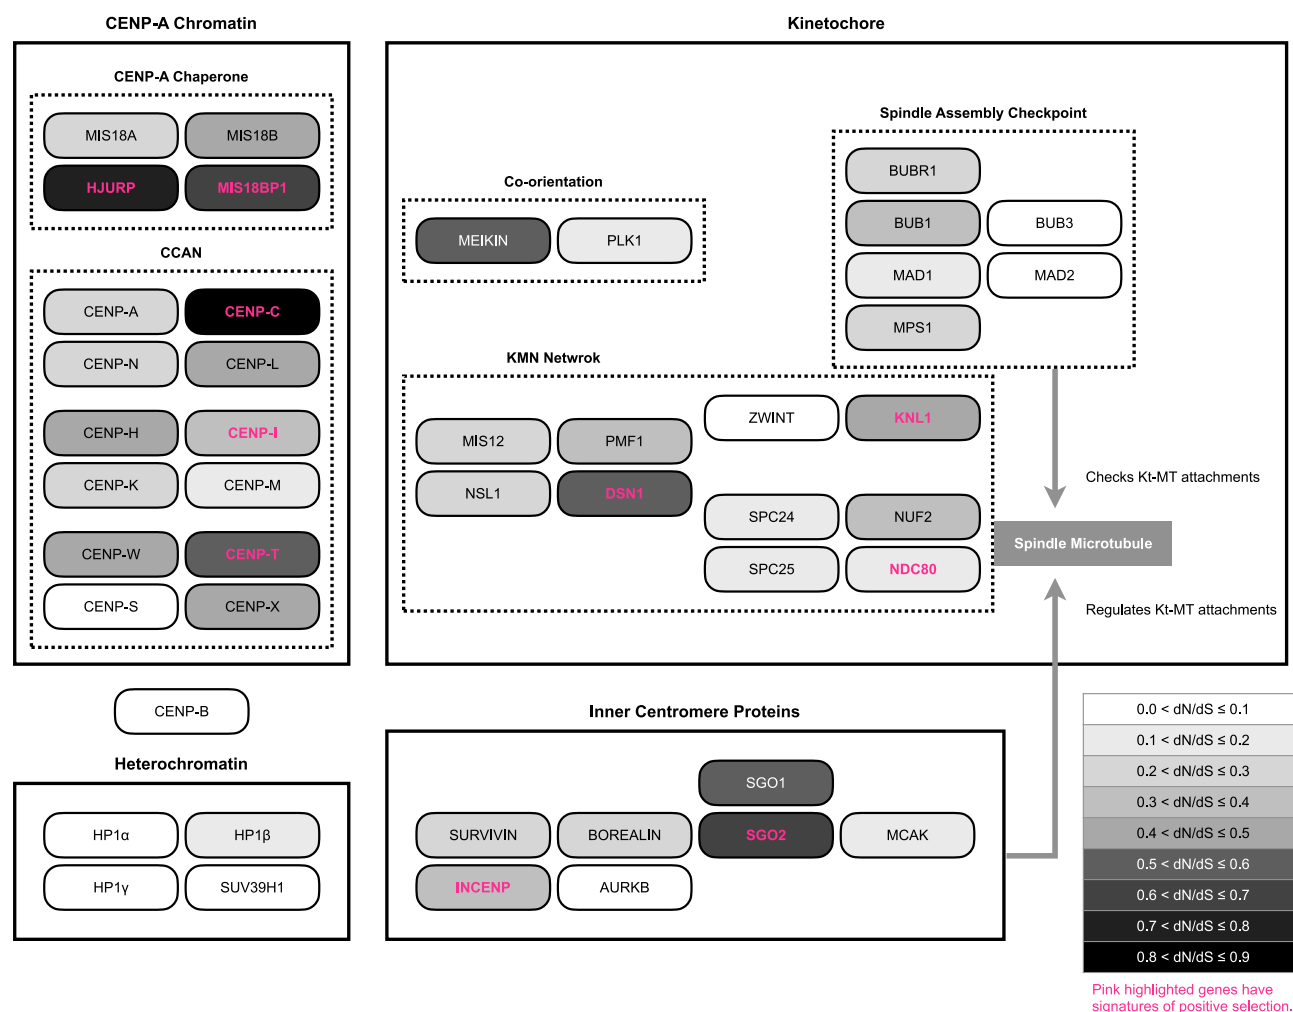 CENP-A Chromatin
CENP-A Chaperone
MIS18A
MIS18B
HJURP
MIS18BP1
CCAN
CENP-A
CENP-C
CENP-N
CENP-L
CENP-H
CENP-I
CENP-K
CENP-M
CENP-W
CENP-T
CENP-S
CENP-X
CENP-B
Heterochromatin
HP1α
HP1β
HP1γ
SUV39H1
Kinetochore
Co-orientation
MEIKIN
PLK1
Spindle Assembly Checkpoint
BUBR1
BUB1
BUB3
MAD1
MAD2
MPS1
KMN Netwrok
MIS12
PMF1
NSL1
DSN1
ZWINT
KNL1
SPC24
NUF2
SPC25
NDC80
Checks Kt-MT attachments
Spindle Microtubule
Regulates Kt-MT attachments
Inner Centromere Proteins
SGO1
SURVIVIN
BOREALIN
SGO2
MCAK
INCENP
AURKB
0.0 < dN/dS ≤ 0.1
0.1 < dN/dS ≤ 0.2
0.2 < dN/dS ≤ 0.3
0.3 < dN/dS ≤ 0.4
0.4 < dN/dS ≤ 0.5
0.5 < dN/dS ≤ 0.6
0.6 < dN/dS ≤ 0.7
0.7 < dN/dS ≤ 0.8
0.8 < dN/dS ≤ 0.9
Pink highlighted genes have
signatures of positive selection.